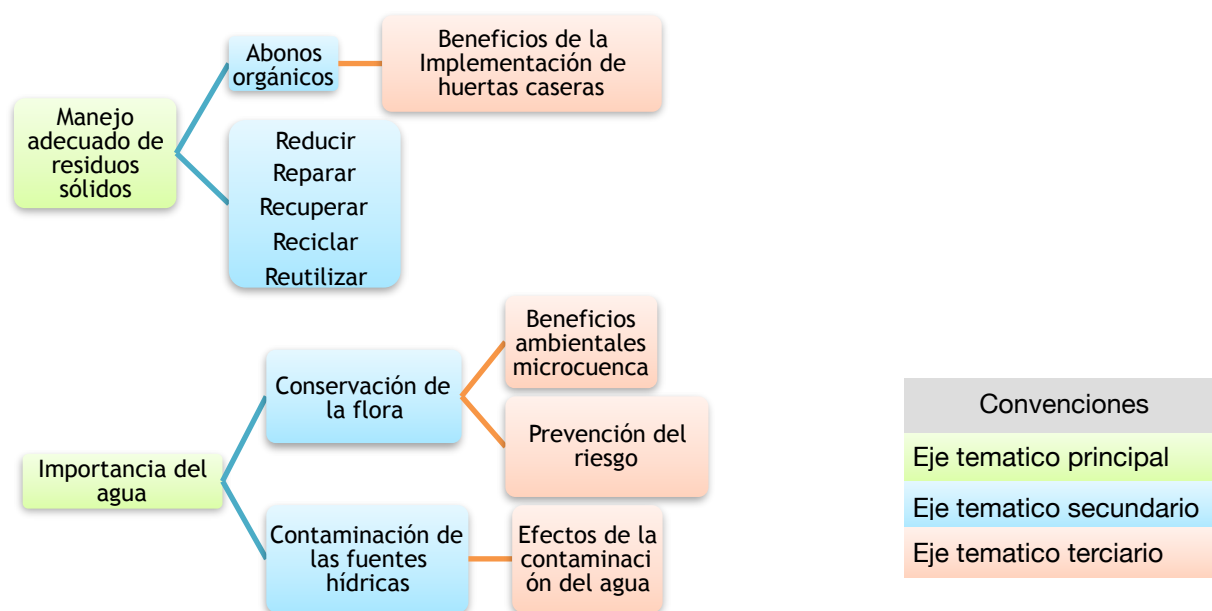 Manejo
adecuado de
residuos
sólidos
Abonos
orgánicos
Beneficios de la
Implementación de
huertas caseras
Reducir
Reparar
Recuperar
Reciclar
Reutilizar
Importancia del
agua
Conservación de
la flora
Beneficios
ambientales
microcuenca
Prevención del
riesgo
Contaminación de
las fuentes
hídricas
Efectos de la
contaminaci
ón del agua
Convenciones
Eje tematico principal
Eje tematico secundario
Eje tematico terciario